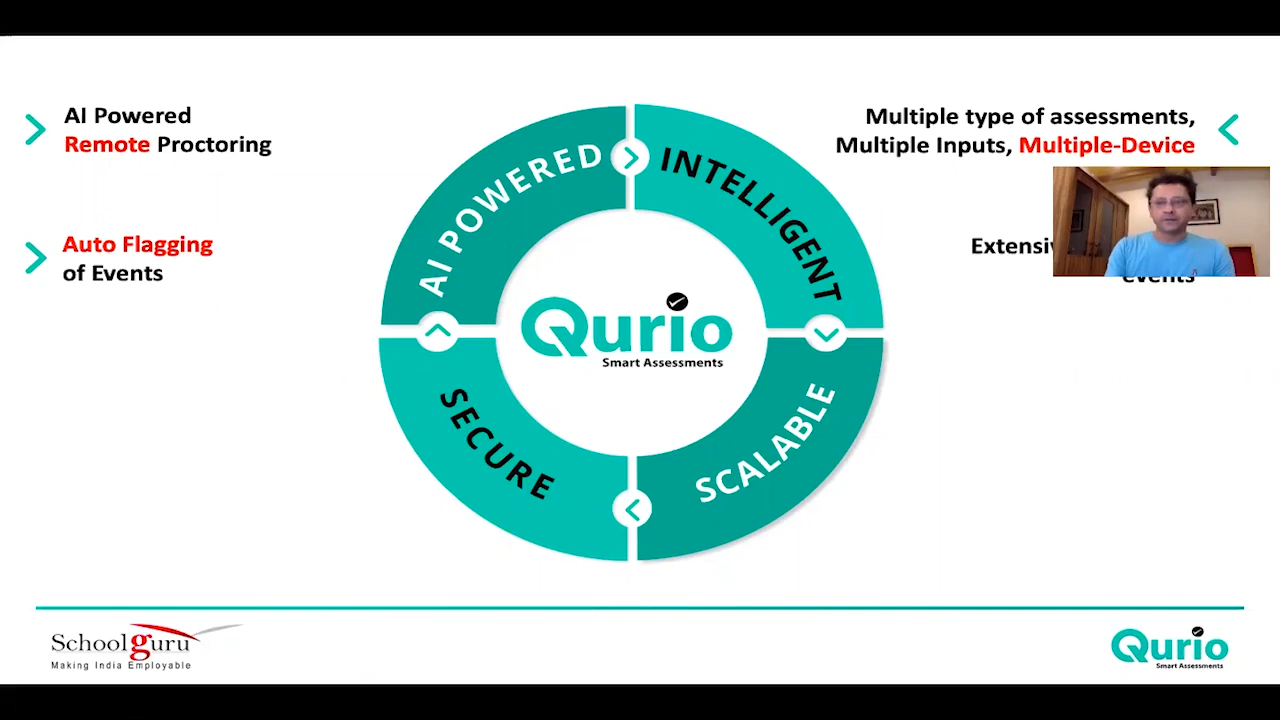 AI Powered
Remote Proctoring
Auto Flagging
of Events
AI POWERED
INTELLIGENT
SCALABLE
SECURE
Qurio
Smart Assessments
Multiple type of assessments,
Multiple Inputs, Multiple-Device
events
Schoolguru
Making India Employable
Qurio
Smart Assessments